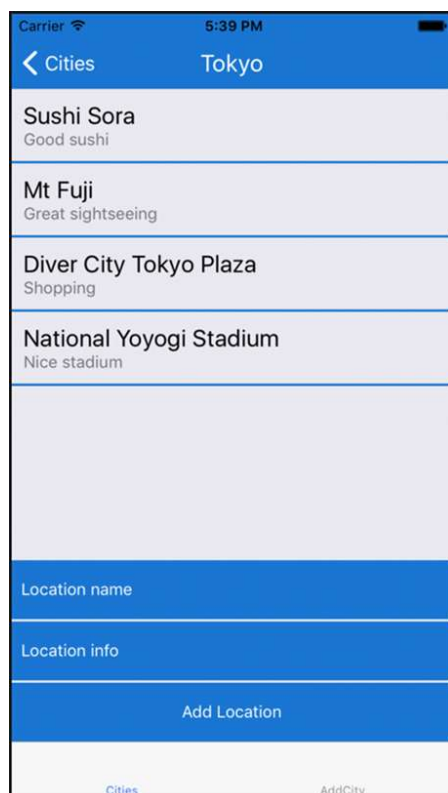 Carrier 5:39 PM
Cities Tokyo
Sushi Sora
Good sushi
Mt Fuji
Great sightseeing
Diver City Tokyo Plaza
Shopping
National Yoyogi Stadium
Nice stadium
Location name
Location info
Add Location
Cities AddCity